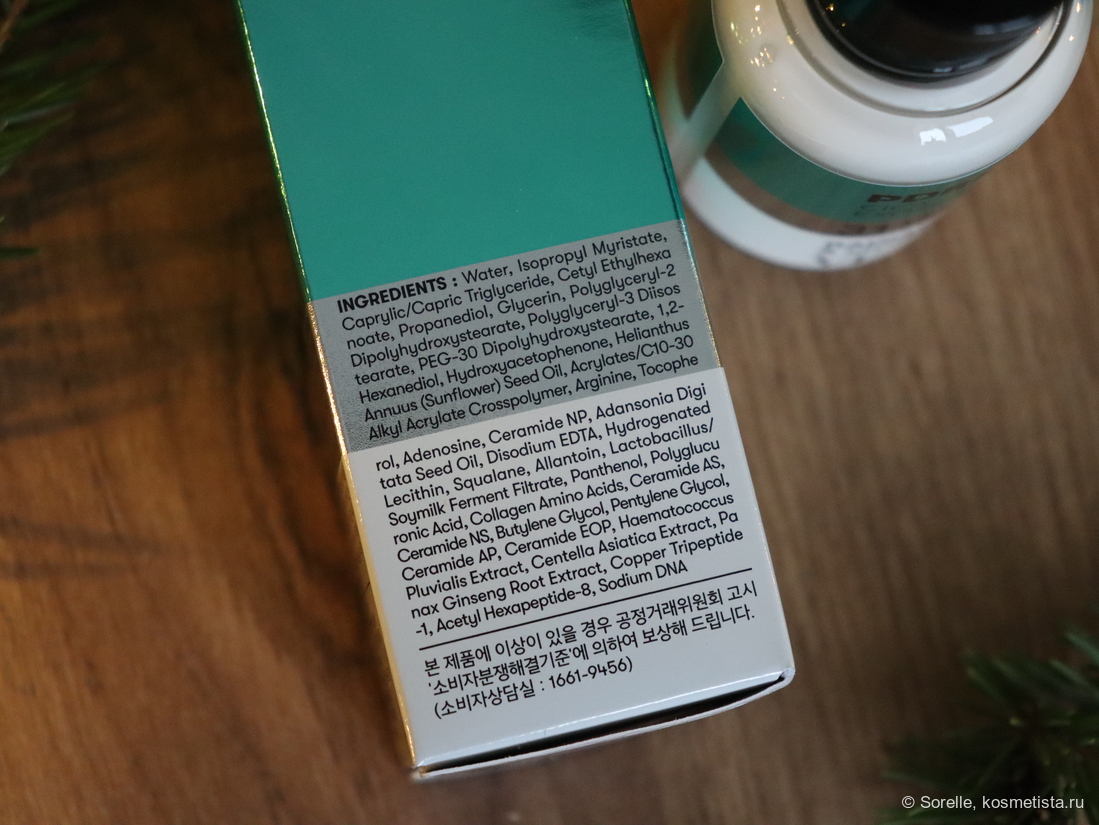 INGREDIENTS : Water, Isopropyl Myristate,
Caprylic/Capric Triglyceride, Cetyl Ethylhexa
noate, Propanediol, Glycerin, Polyglyceryl-2
Dipolyhydroxystearate, Polyglyceryl-3 Diisos
tearate, PEG-30 Dipolyhydroxystearate, 1,2-
Hexanediol, Hydroxyacetophenone, Helianthus
Annuus (Sunflower) Seed Oil, Acrylates/C10-30
Alkyl Acrylate Crosspolymer, Arginine, Tocophe
rol, Adenosine, Ceramide NP, Adansonia Digi
tata Seed Oil, Disodium EDTA, Hydrogenated
Lecithin, Squalane, Allantoin, Lactobacillus/
Soymilk Ferment Filtrate, Panthenol, Polyglucu
ronic Acid, Collagen Amino Acids, Ceramide AS,
Ceramide NS, Butylene Glycol, Pentylene Glycol,
Ceramide AP, Ceramide EOP, Haematococcus
Pluvialis Extract, Centella Asiatica Extract, Pa
nax Ginseng Root Extract, Copper Tripeptide
-1, Acetyl Hexapeptide-8, Sodium DNA
본 제품에 이상이 있을 경우 공정거래위원회 고시
'소비자분쟁해결기준'에 의하여 보상해 드립니다.
(소비자상담실 : 1661-9456)
© Sorelle, kosmetista.ru